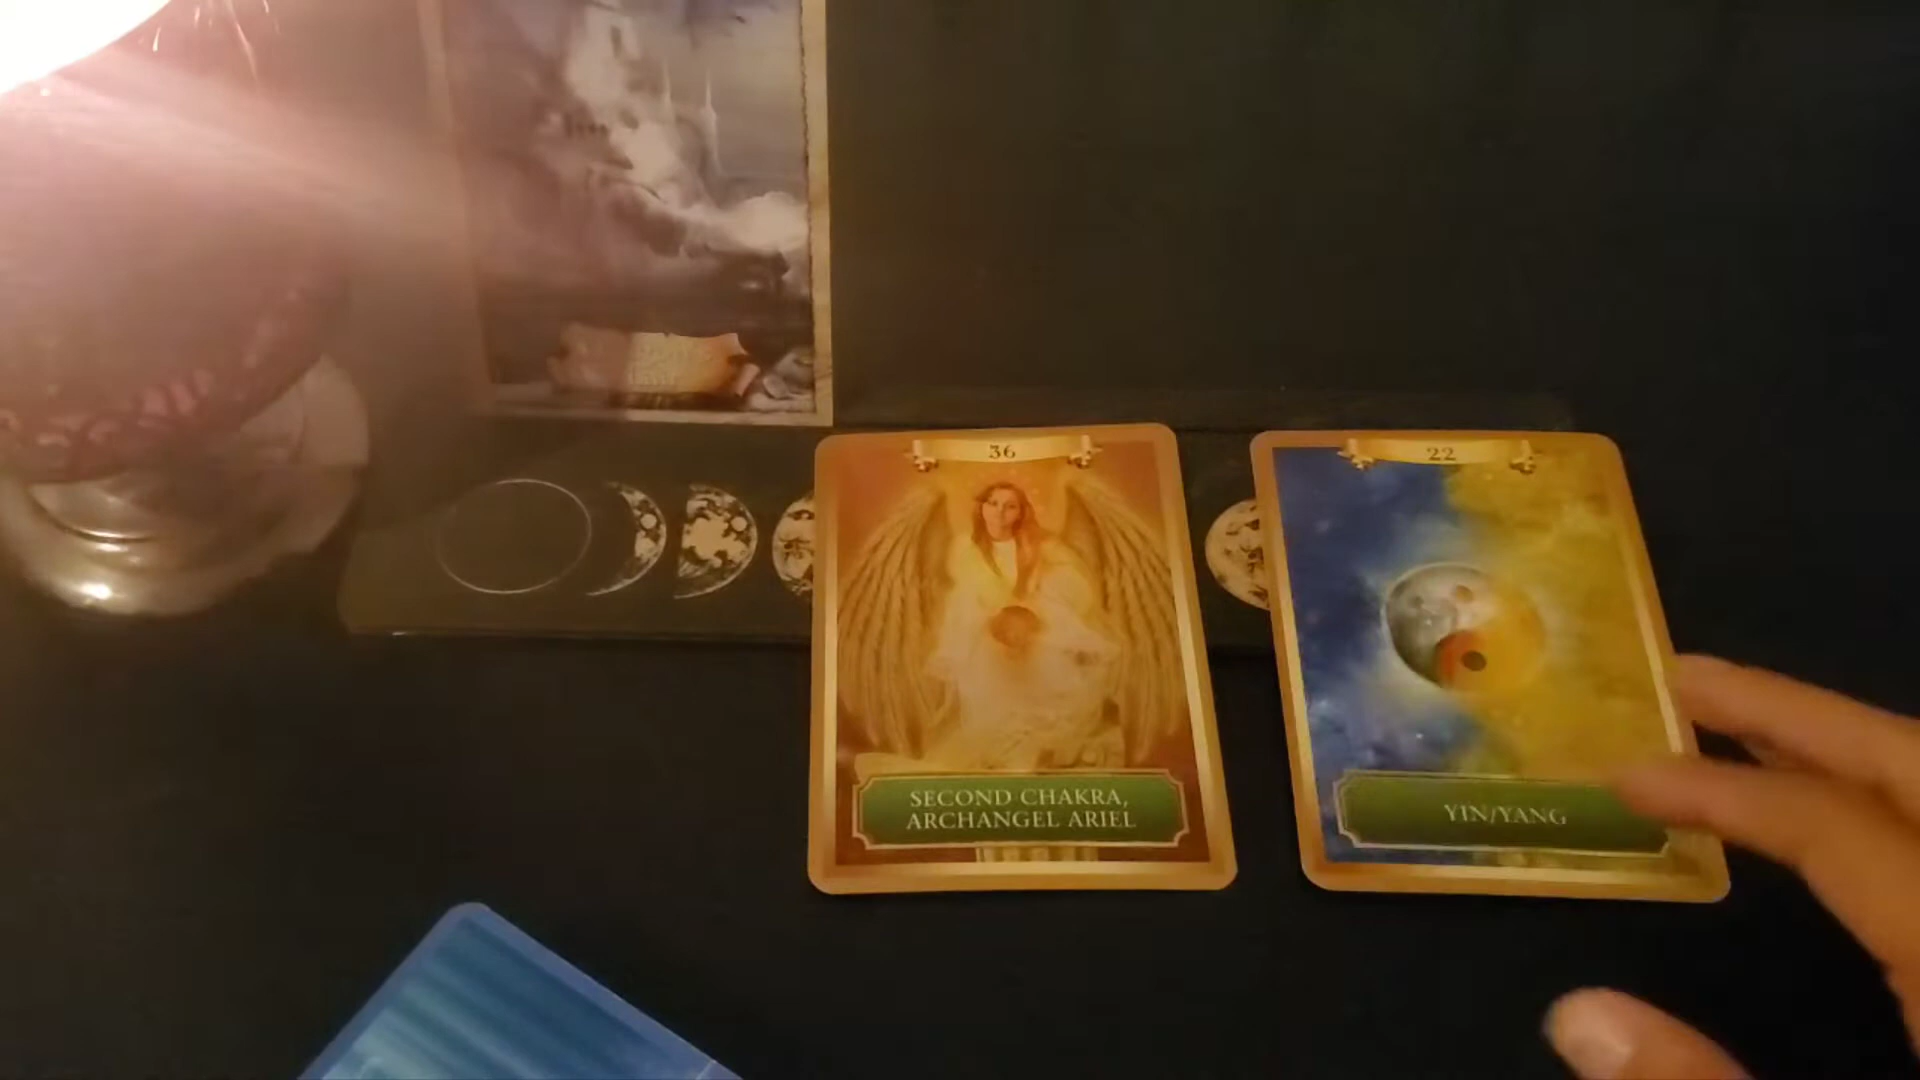 36
SECOND CHAKRA,
ARCHANGEL ARIEL
22
YIN/YANG